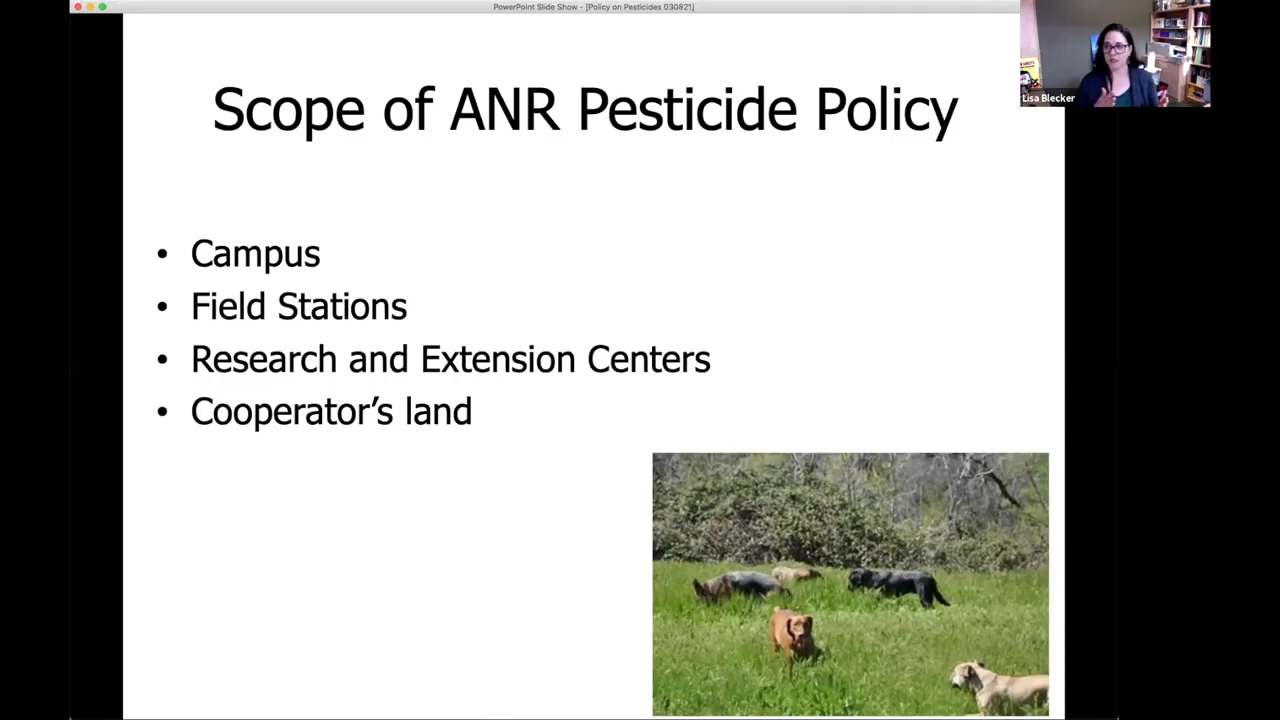 PowerPoint Slide Show - [Policy on Pesticides 030821]
Lisa Blecker
Scope of ANR Pesticide Policy
• Campus
• Field Stations
• Research and Extension Centers
• Cooperator’s land